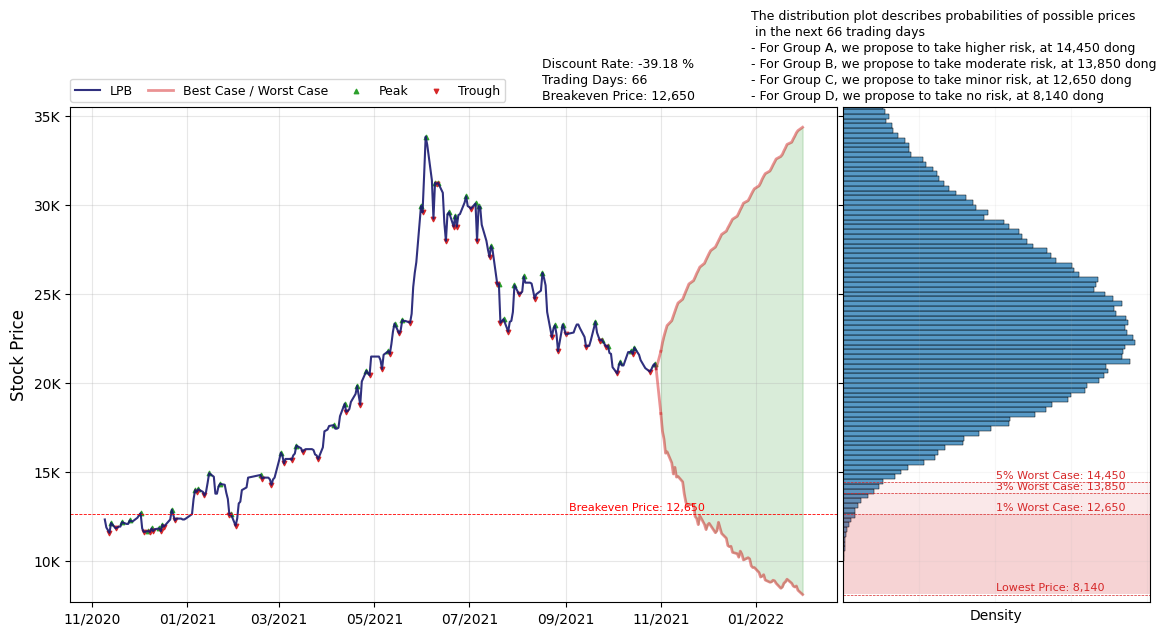 The distribution plot describes probabilities of possible prices
in the next 66 trading days
- For Group A, we propose to take higher risk, at 14,450 dong
- For Group B, we propose to take moderate risk, at 13,850 dong
- For Group C, we propose to take minor risk, at 12,650 dong
- For Group D, we propose to take no risk, at 8,140 dong
Discount Rate: -39.18 %
Trading Days: 66
Breakeven Price: 12,650
LPB Best Case / Worst Case Peak Trough
Stock Price
35K
30K
25K
20K
15K
10K
Breakeven Price: 12,650
5% Worst Case: 14,450
3% Worst Case: 13,850
1% Worst Case: 12,650
Lowest Price: 8,140
11/2020 01/2021 03/2021 05/2021 07/2021 09/2021 11/2021 01/2022
Density